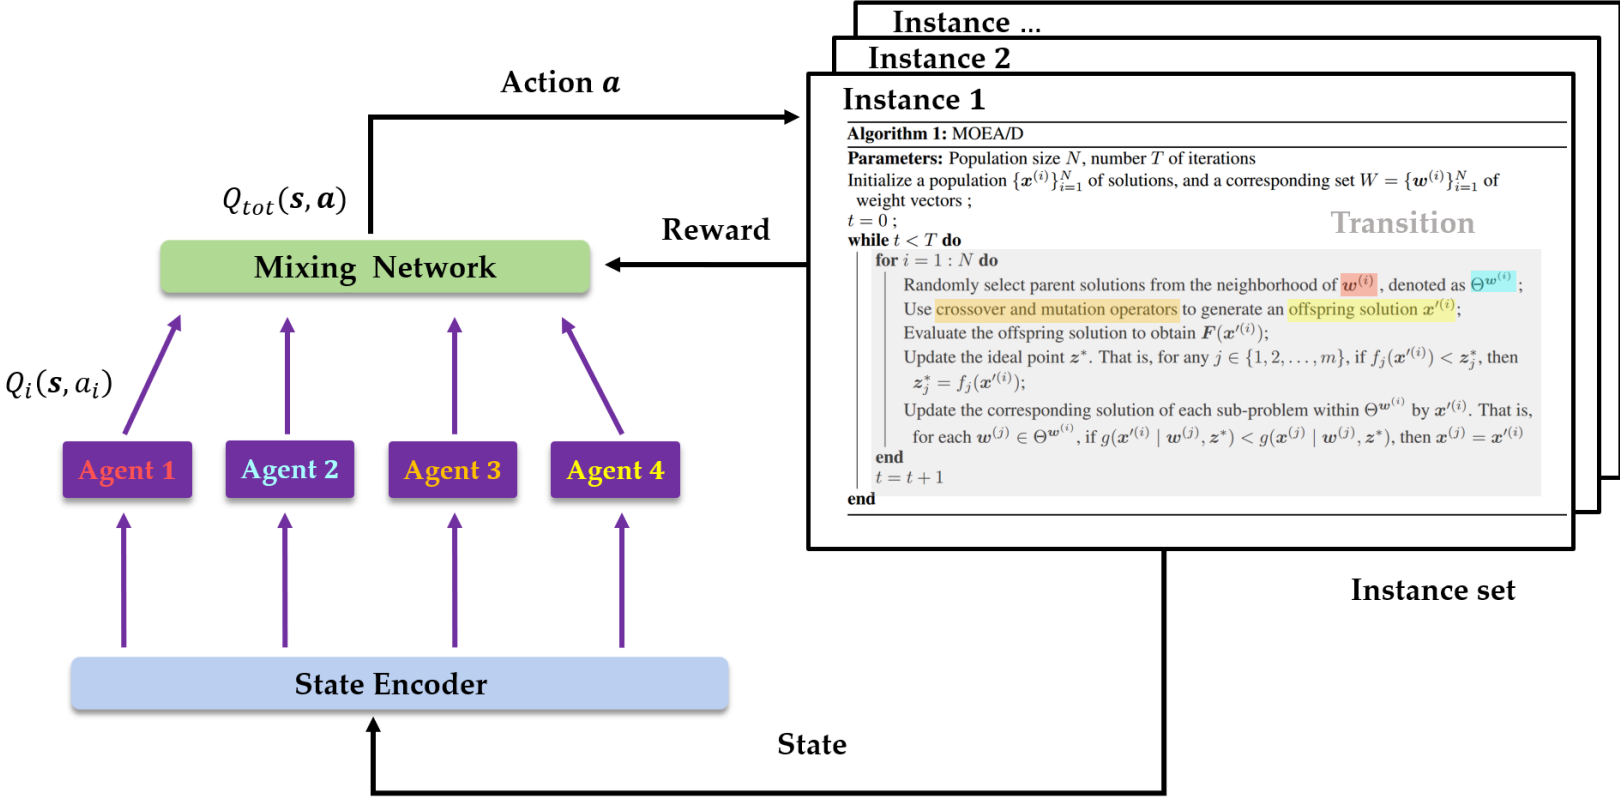 Instance ...
Instance 2
Instance 1
Action a
Algorithm 1: MOEA/D
Parameters: Population size N, number T of iterations
Initialize a population {x^{(i)}}_{i=1}^N of solutions, and a corresponding set W = {w^{(i)}}_{i=1}^N of
weight vectors ;
t = 0 ;
Transition
while t < T do
for i = 1 : N do
Randomly select parent solutions from the neighborhood of w^{(i)} , denoted as Θ^{w^{(i)}} ;
Use crossover and mutation operators to generate an offspring solution x'^{(i)};
Evaluate the offspring solution to obtain F(x'^{(i)});
Update the ideal point z*. That is, for any j ∈ {1, 2, . . . , m}, if f_j(x'^{(i)}) < z_j^*, then
z_j^* = f_j(x'^{(i)});
Update the corresponding solution of each sub-problem within Θ^{w^{(i)}} by x'^{(i)}. That is,
for each w^{(j)} ∈ Θ^{w^{(i)}}, if g(x'^{(i)} | w^{(j)}, z*) < g(x^{(j)} | w^{(j)}, z*), then x^{(j)} = x'^{(i)}
end
t = t + 1
end
Q_{tot}(s, a)
Reward
Mixing Network
Q_i(s, a_i)
Agent 1
Agent 2
Agent 3
Agent 4
Instance set
State Encoder
State